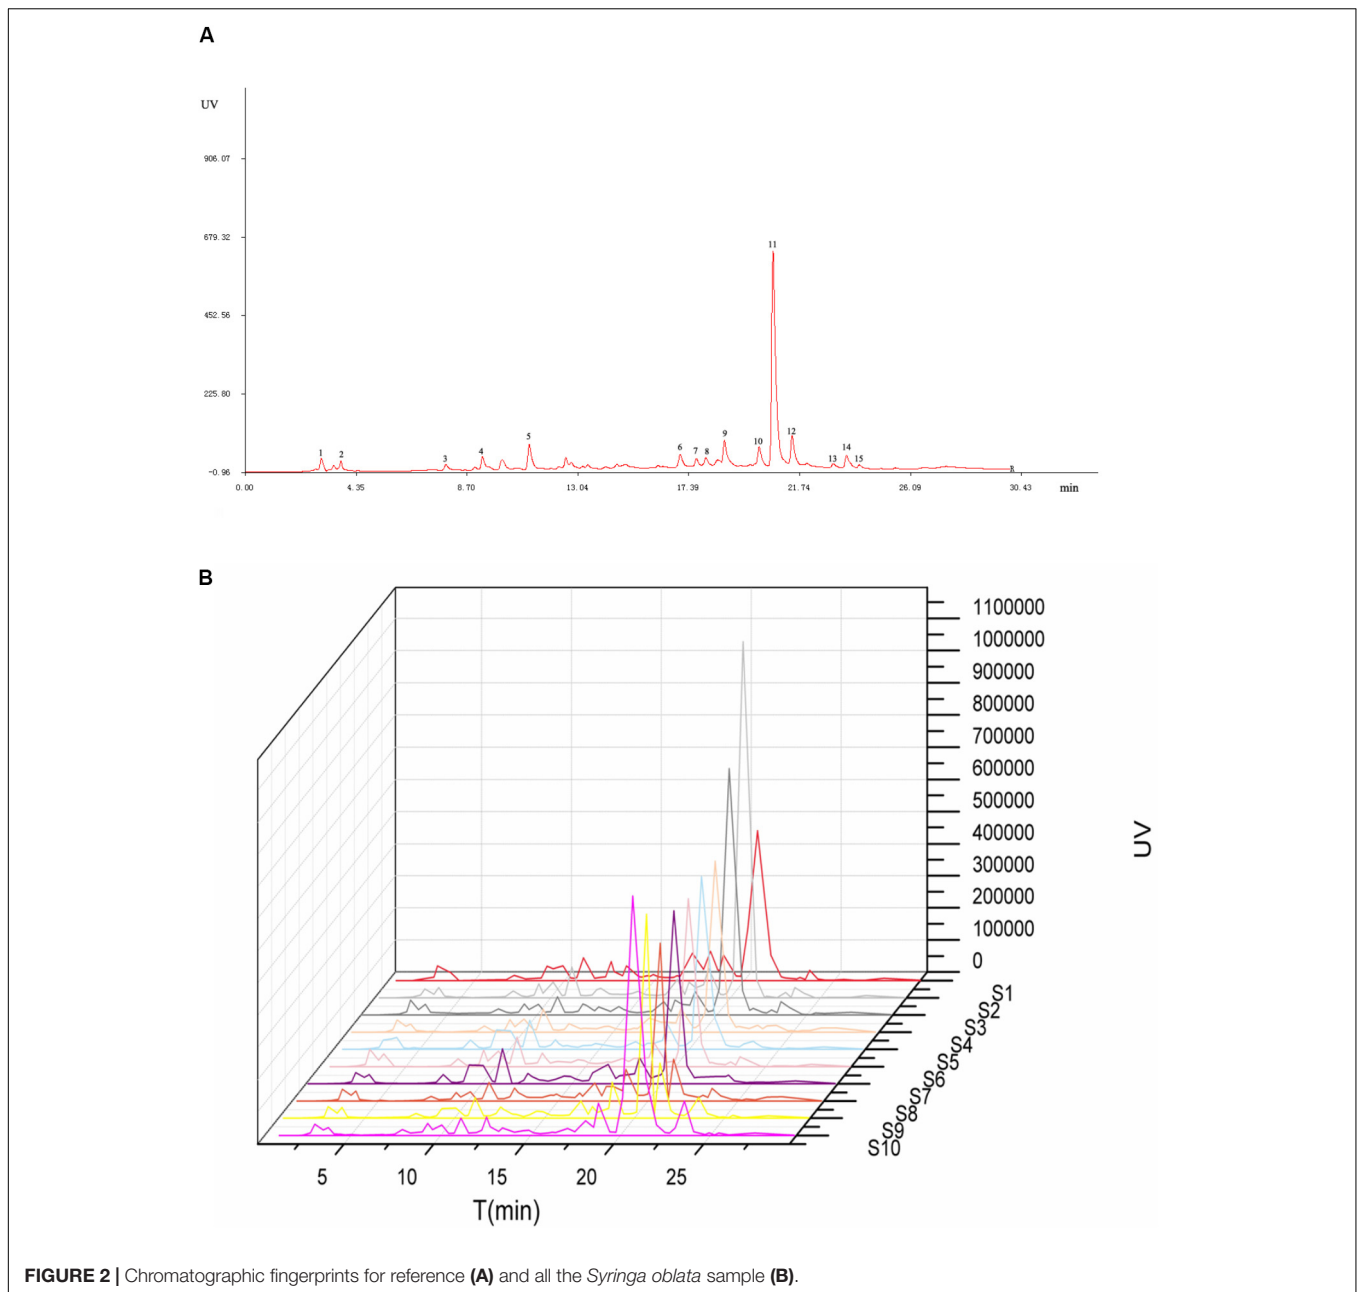 A
UV
906.07
679.32
452.56
225.80
-0.96
1 2 3 4 5 6 7 8 9 10 11 12 13 14 15
R
0.00 4.35 8.70 13.04 17.39 21.74 26.09 30.43 min
B
1100000
1000000
900000
800000
700000
600000
500000
400000
300000
200000
100000
0
UV
S1
S2
S3
S4
S5
S6
S7
S8
S9
S10
5 10 15 20 25
T(min)
FIGURE 2 | Chromatographic fingerprints for reference (A) and all the Syringa oblata sample (B).